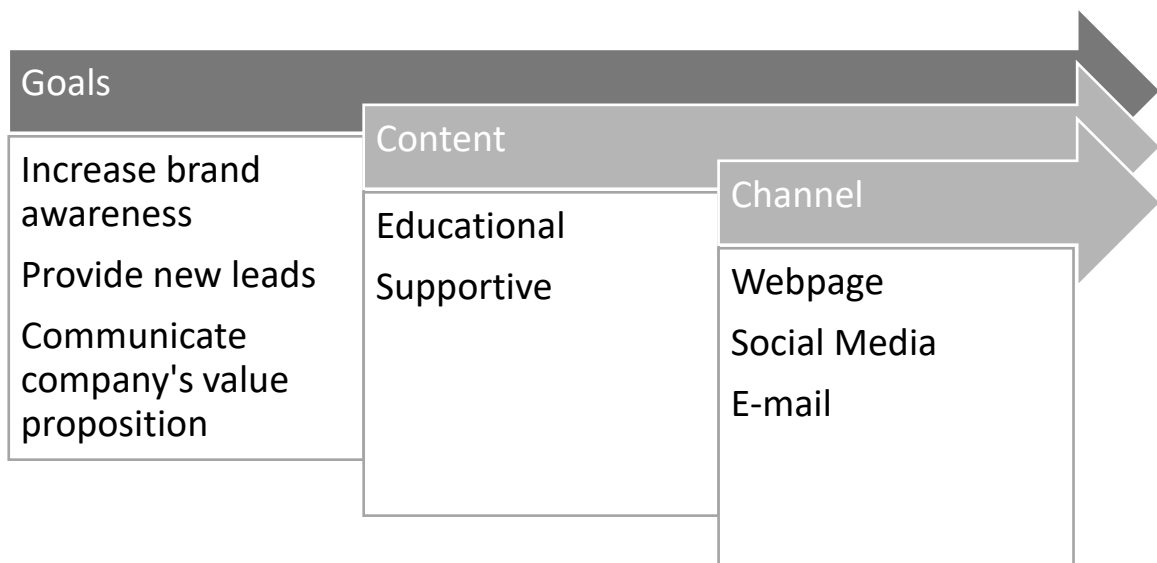 Goals
Increase brand
awareness
Provide new leads
Communicate
company's value
proposition
Content
Educational
Supportive
Channel
Webpage
Social Media
E-mail